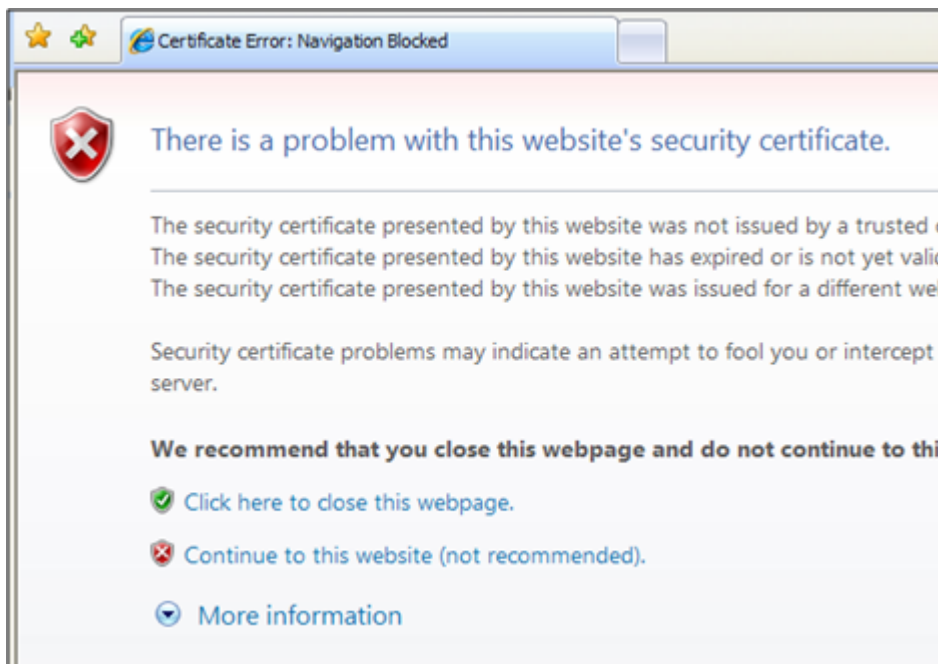 Certificate Error: Navigation Blocked
There is a problem with this website's security certificate.
The security certificate presented by this website was not issued by a trusted
The security certificate presented by this website has expired or is not yet
The security certificate presented by this website was issued for a different
Security certificate problems may indicate an attempt to fool you or intercept
server.
We recommend that you close this webpage and do not continue to
Click here to close this webpage.
Continue to this website (not recommended).
More information